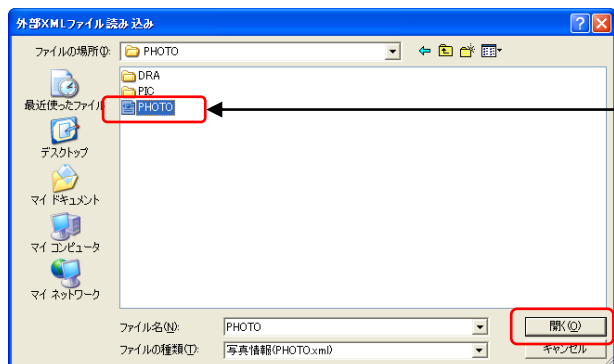 外部XMLファイル読み込み
ファイルの場所(I):
PHOTO
DRA
PIC
PHOTO
最近使ったファイル
デスクトップ
マイ ドキュメント
マイ コンピュータ
マイ ネットワーク
ファイル名(N):
PHOTO
開く(O)
ファイルの種類(T):
写真情報(PHOTO.xml)
キャンセル